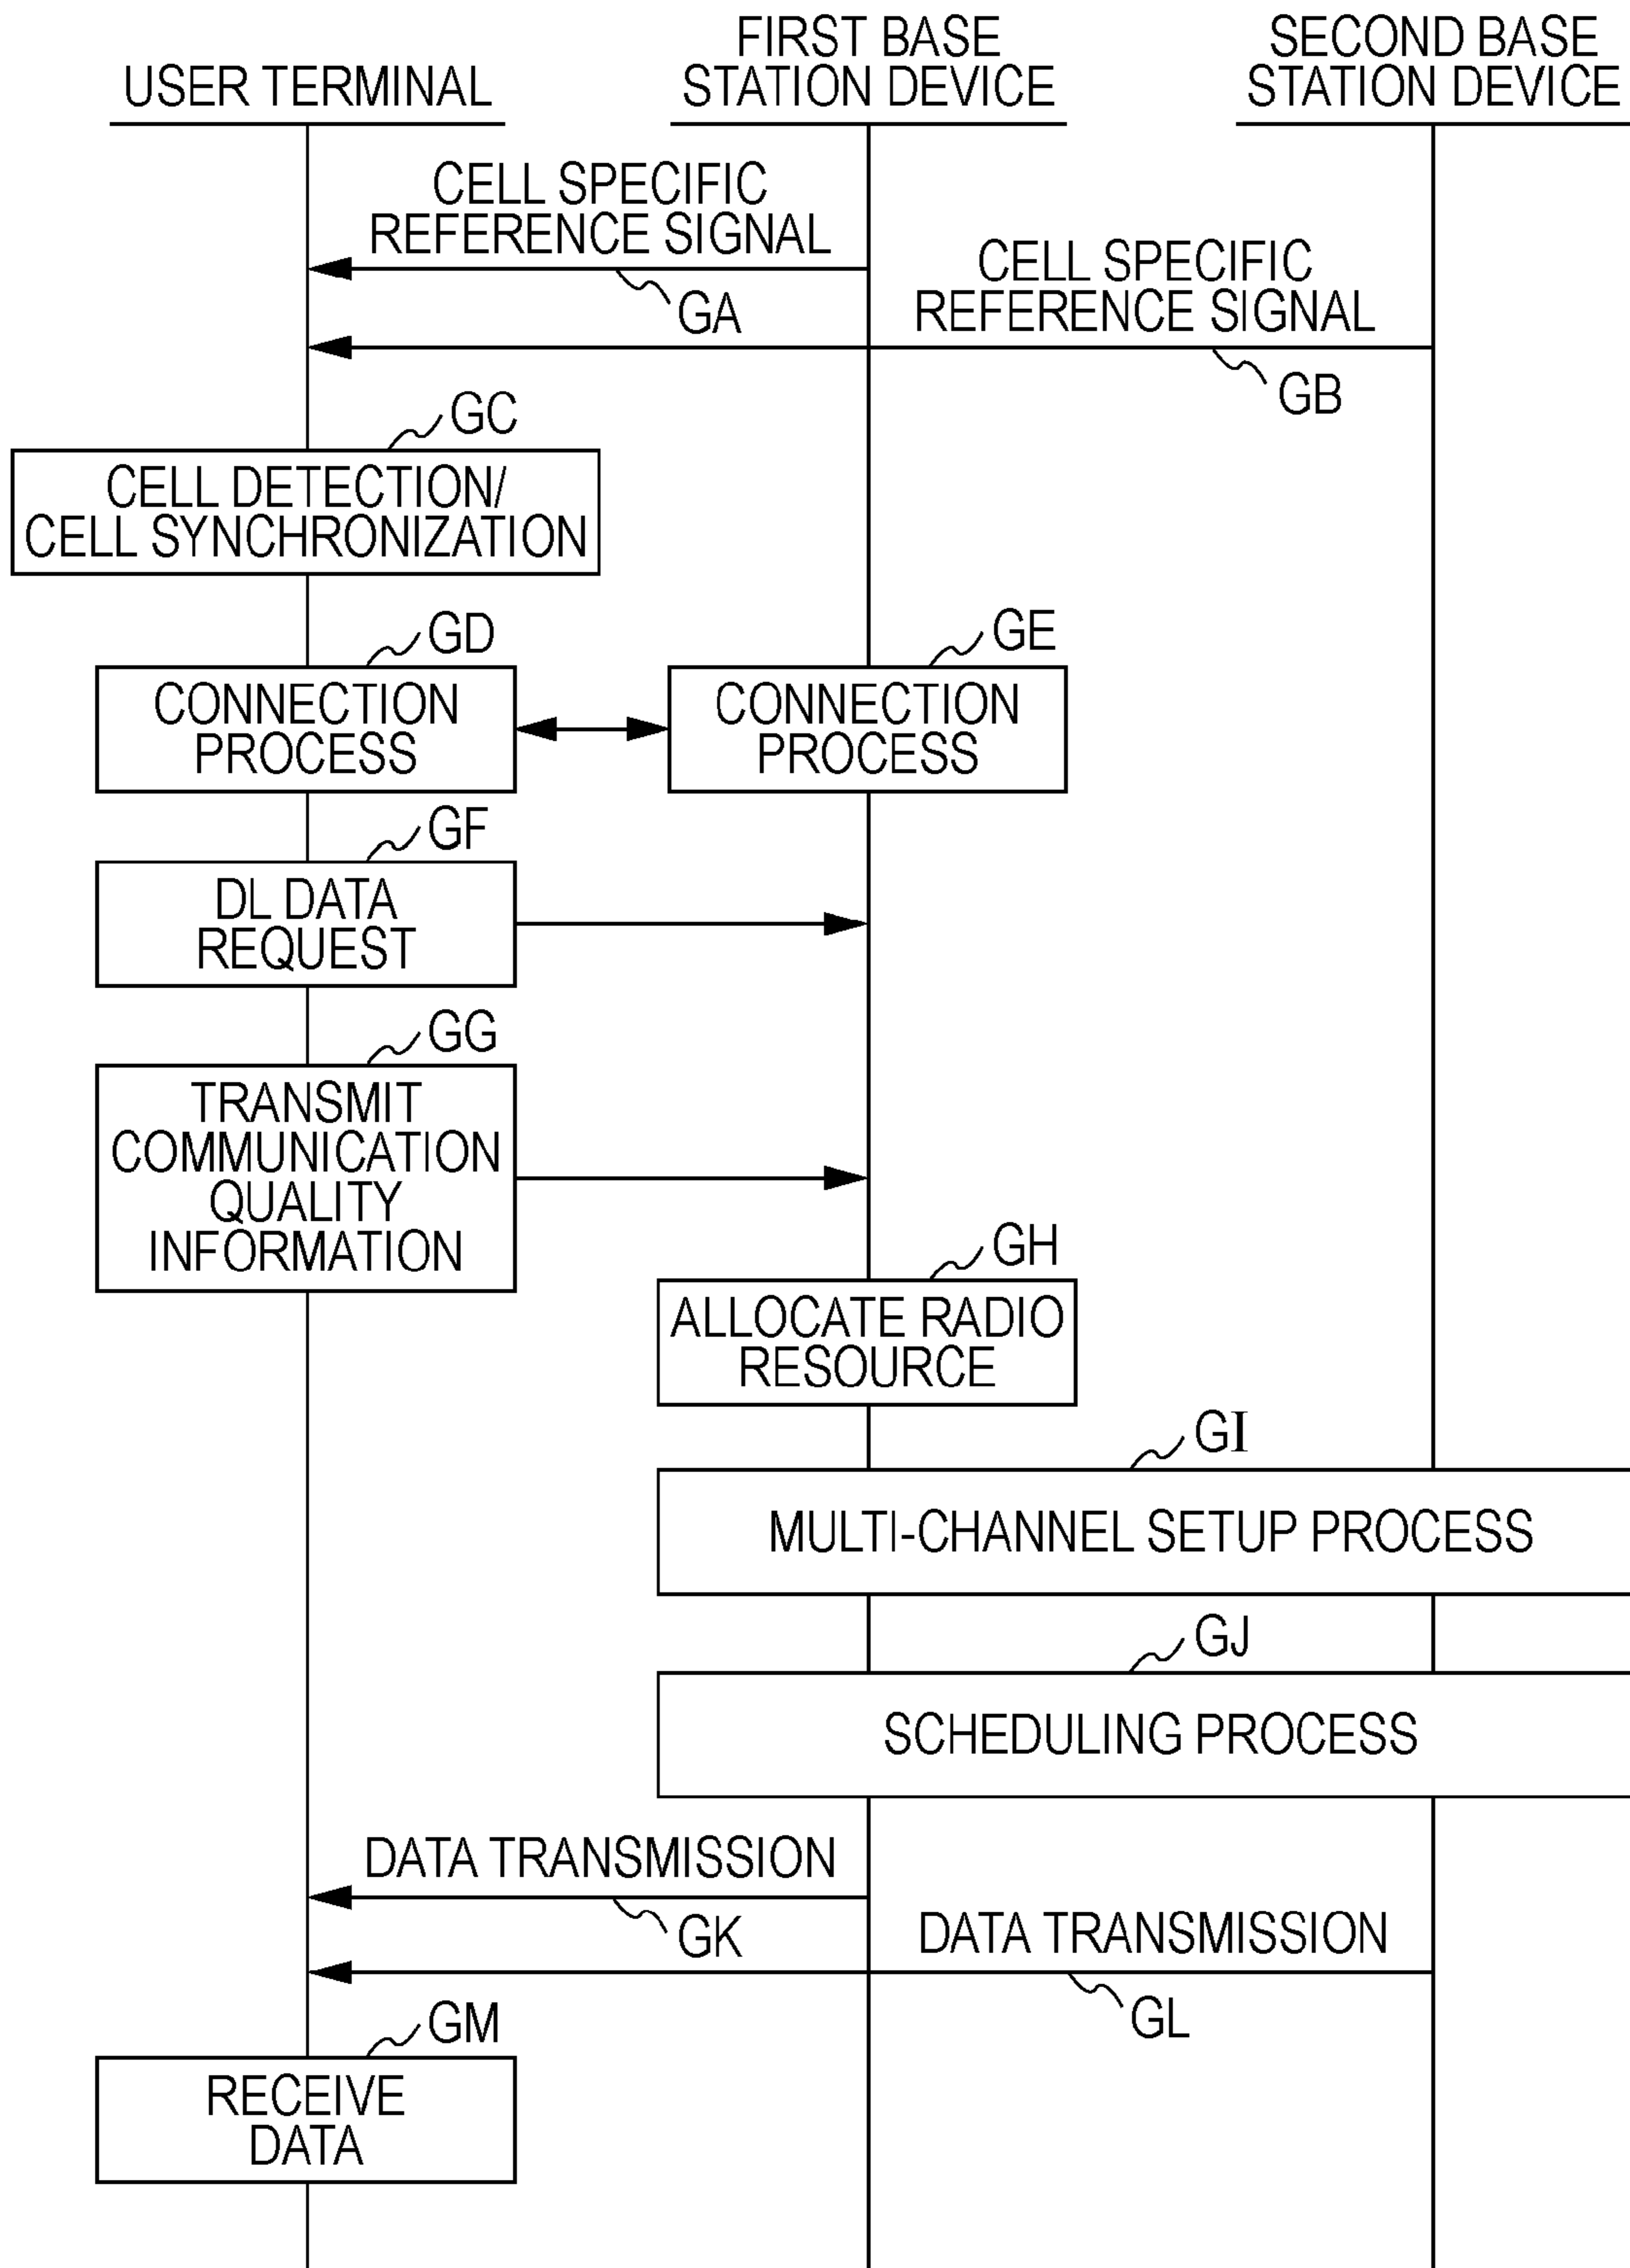 USER TERMINAL
FIRST BASE
STATION DEVICE
SECOND BASE
STATION DEVICE
CELL SPECIFIC
REFERENCE SIGNAL
GA
CELL SPECIFIC
REFERENCE SIGNAL
GB
GC
CELL DETECTION/
CELL SYNCHRONIZATION
GD
CONNECTION
PROCESS
GE
CONNECTION
PROCESS
GF
DL DATA
REQUEST
GG
TRANSMIT
COMMUNICATION
QUALITY
INFORMATION
GH
ALLOCATE RADIO
RESOURCE
GI
MULTI-CHANNEL SETUP PROCESS
GJ
SCHEDULING PROCESS
DATA TRANSMISSION
GK
DATA TRANSMISSION
GL
GM
RECEIVE
DATA